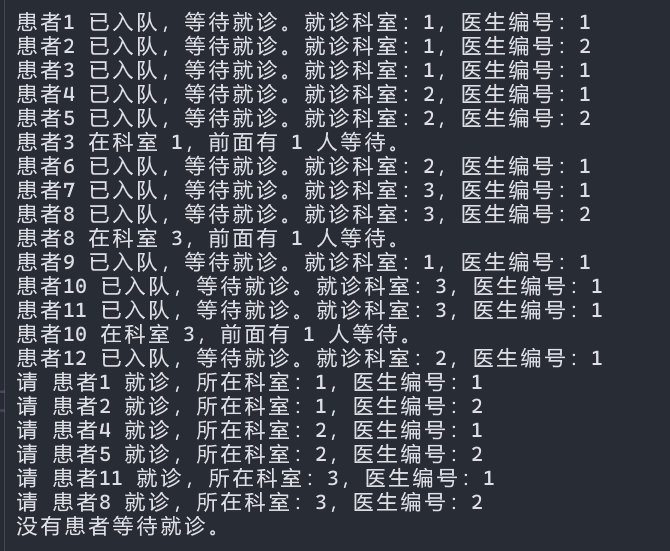 患者1 已入队, 等待就诊。就诊科室: 1, 医生编号: 1
患者2 已入队, 等待就诊。就诊科室: 1, 医生编号: 2
患者3 已入队, 等待就诊。就诊科室: 1, 医生编号: 1
患者4 已入队, 等待就诊。就诊科室: 2, 医生编号: 1
患者5 已入队, 等待就诊。就诊科室: 2, 医生编号: 2
患者3 在科室 1, 前面有 1 人等待。
患者6 已入队, 等待就诊。就诊科室: 2, 医生编号: 1
患者7 已入队, 等待就诊。就诊科室: 3, 医生编号: 1
患者8 已入队, 等待就诊。就诊科室: 3, 医生编号: 2
患者8 在科室 3, 前面有 1 人等待。
患者9 已入队, 等待就诊。就诊科室: 1, 医生编号: 1
患者10 已入队, 等待就诊。就诊科室: 3, 医生编号: 1
患者11 已入队, 等待就诊。就诊科室: 3, 医生编号: 1
患者10 在科室 3, 前面有 1 人等待。
患者12 已入队, 等待就诊。就诊科室: 2, 医生编号: 1
请 患者1 就诊, 所在科室: 1, 医生编号: 1
请 患者2 就诊, 所在科室: 1, 医生编号: 2
请 患者4 就诊, 所在科室: 2, 医生编号: 1
请 患者5 就诊, 所在科室: 2, 医生编号: 2
请 患者11 就诊, 所在科室: 3, 医生编号: 1
请 患者8 就诊, 所在科室: 3, 医生编号: 2
没有患者等待就诊。